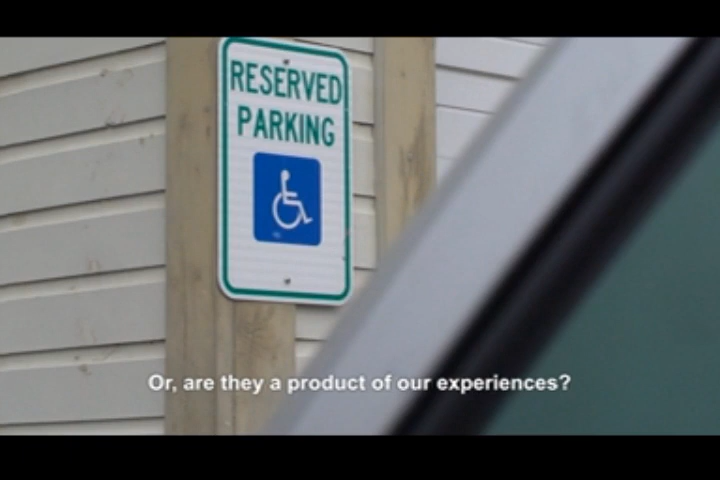 RESERVED
PARKING
Or, are they a product of our experiences?